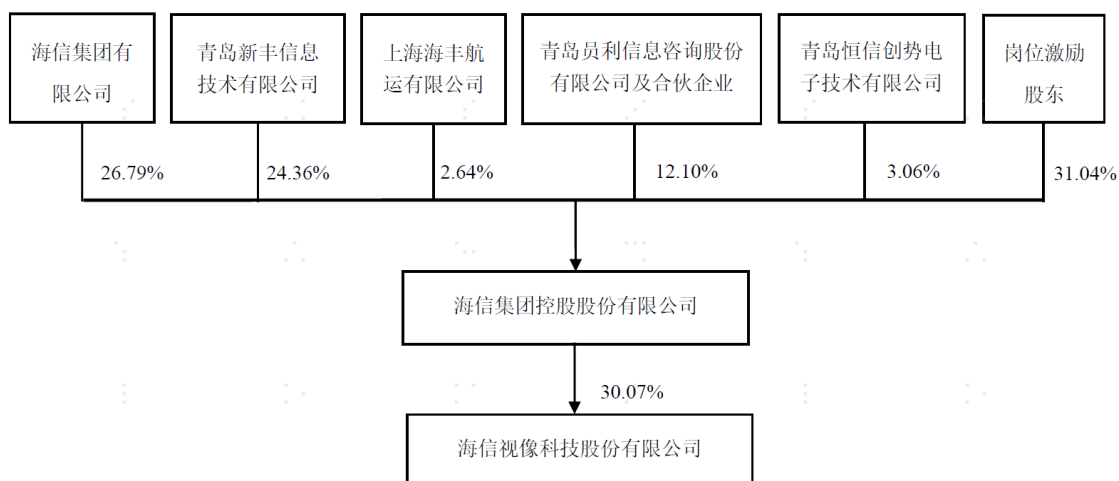 海信集团有
限公司
青岛新丰信息
技术有限公司
上海海丰航
运有限公司
青岛员利信息咨询股份
有限公司及合伙企业
青岛恒信创势电
子技术有限公司
岗位激励
股东
26.79%
24.36%
2.64%
12.10%
3.06%
31.04%
海信集团控股股份有限公司
30.07%
海信视像科技股份有限公司